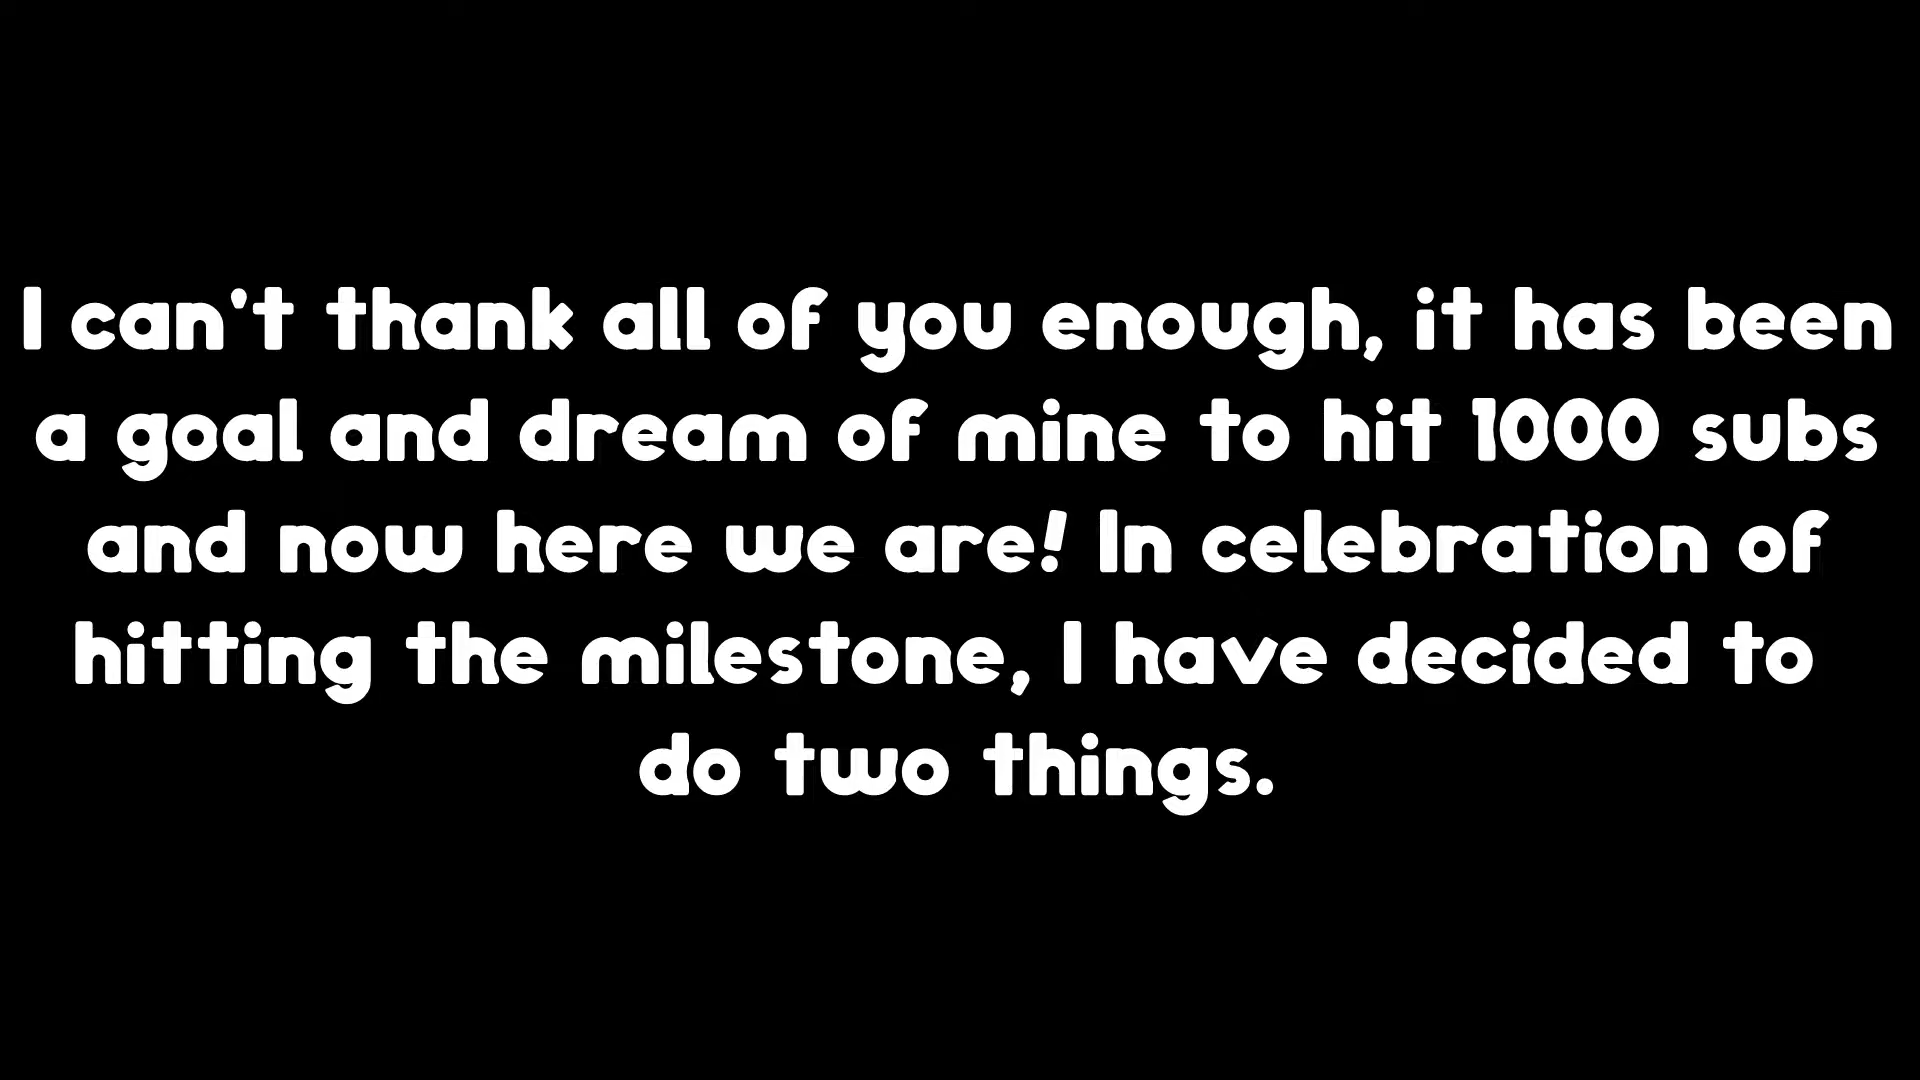 I can't thank all of you enough, it has been
a goal and dream of mine to hit 1000 subs
and now here we are! In celebration of
hitting the milestone, I have decided to
do two things.